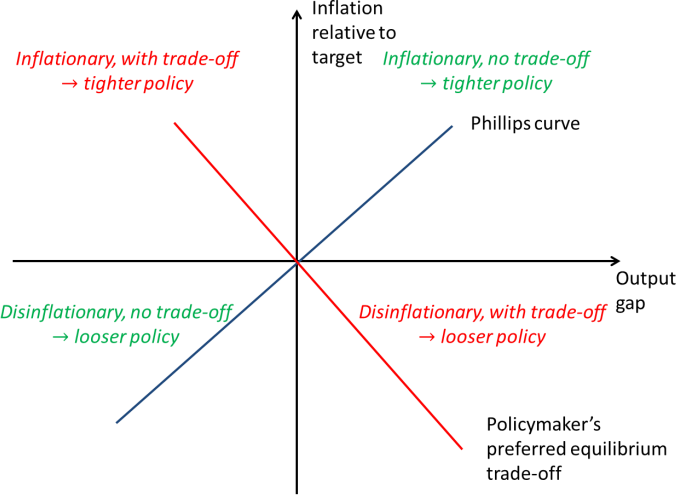 Inflation
relative to
target
Inflationary, with trade-off
→ tighter policy
Inflationary, no trade-off
→ tighter policy
Phillips curve
Output
gap
Disinflationary, no trade-off
→ looser policy
Disinflationary, with trade-off
→ looser policy
Policymaker’s
preferred equilibrium
trade-off